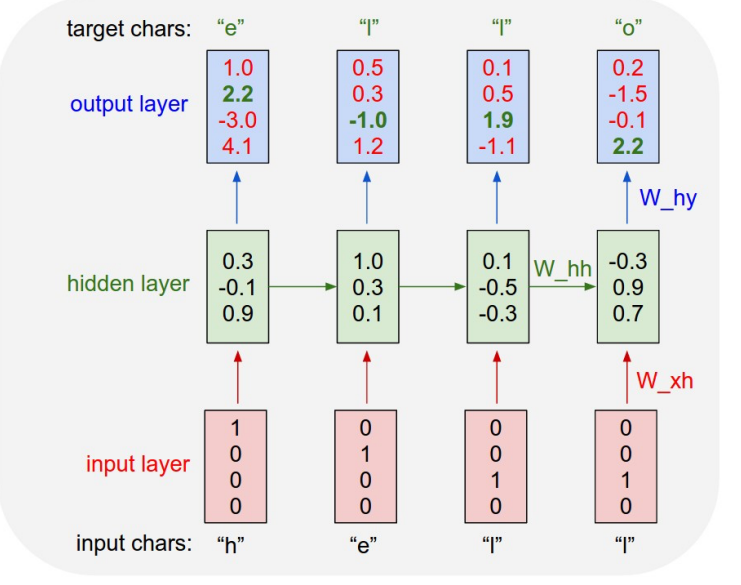 target chars: “e” “l” “l” “o”
output layer
1.0 0.5 0.1 0.2
2.2 0.3 0.5 -1.5
-3.0 -1.0 1.9 -0.1
4.1 1.2 -1.1 2.2
W_hy
hidden layer
0.3 1.0 0.1 -0.3
-0.1 0.3 -0.5 0.9
0.9 0.1 -0.3 0.7
W_hh
W_xh
input layer
1 0 0 0
0 1 0 0
0 0 1 1
0 0 0 0
input chars: “h” “e” “l” “l”